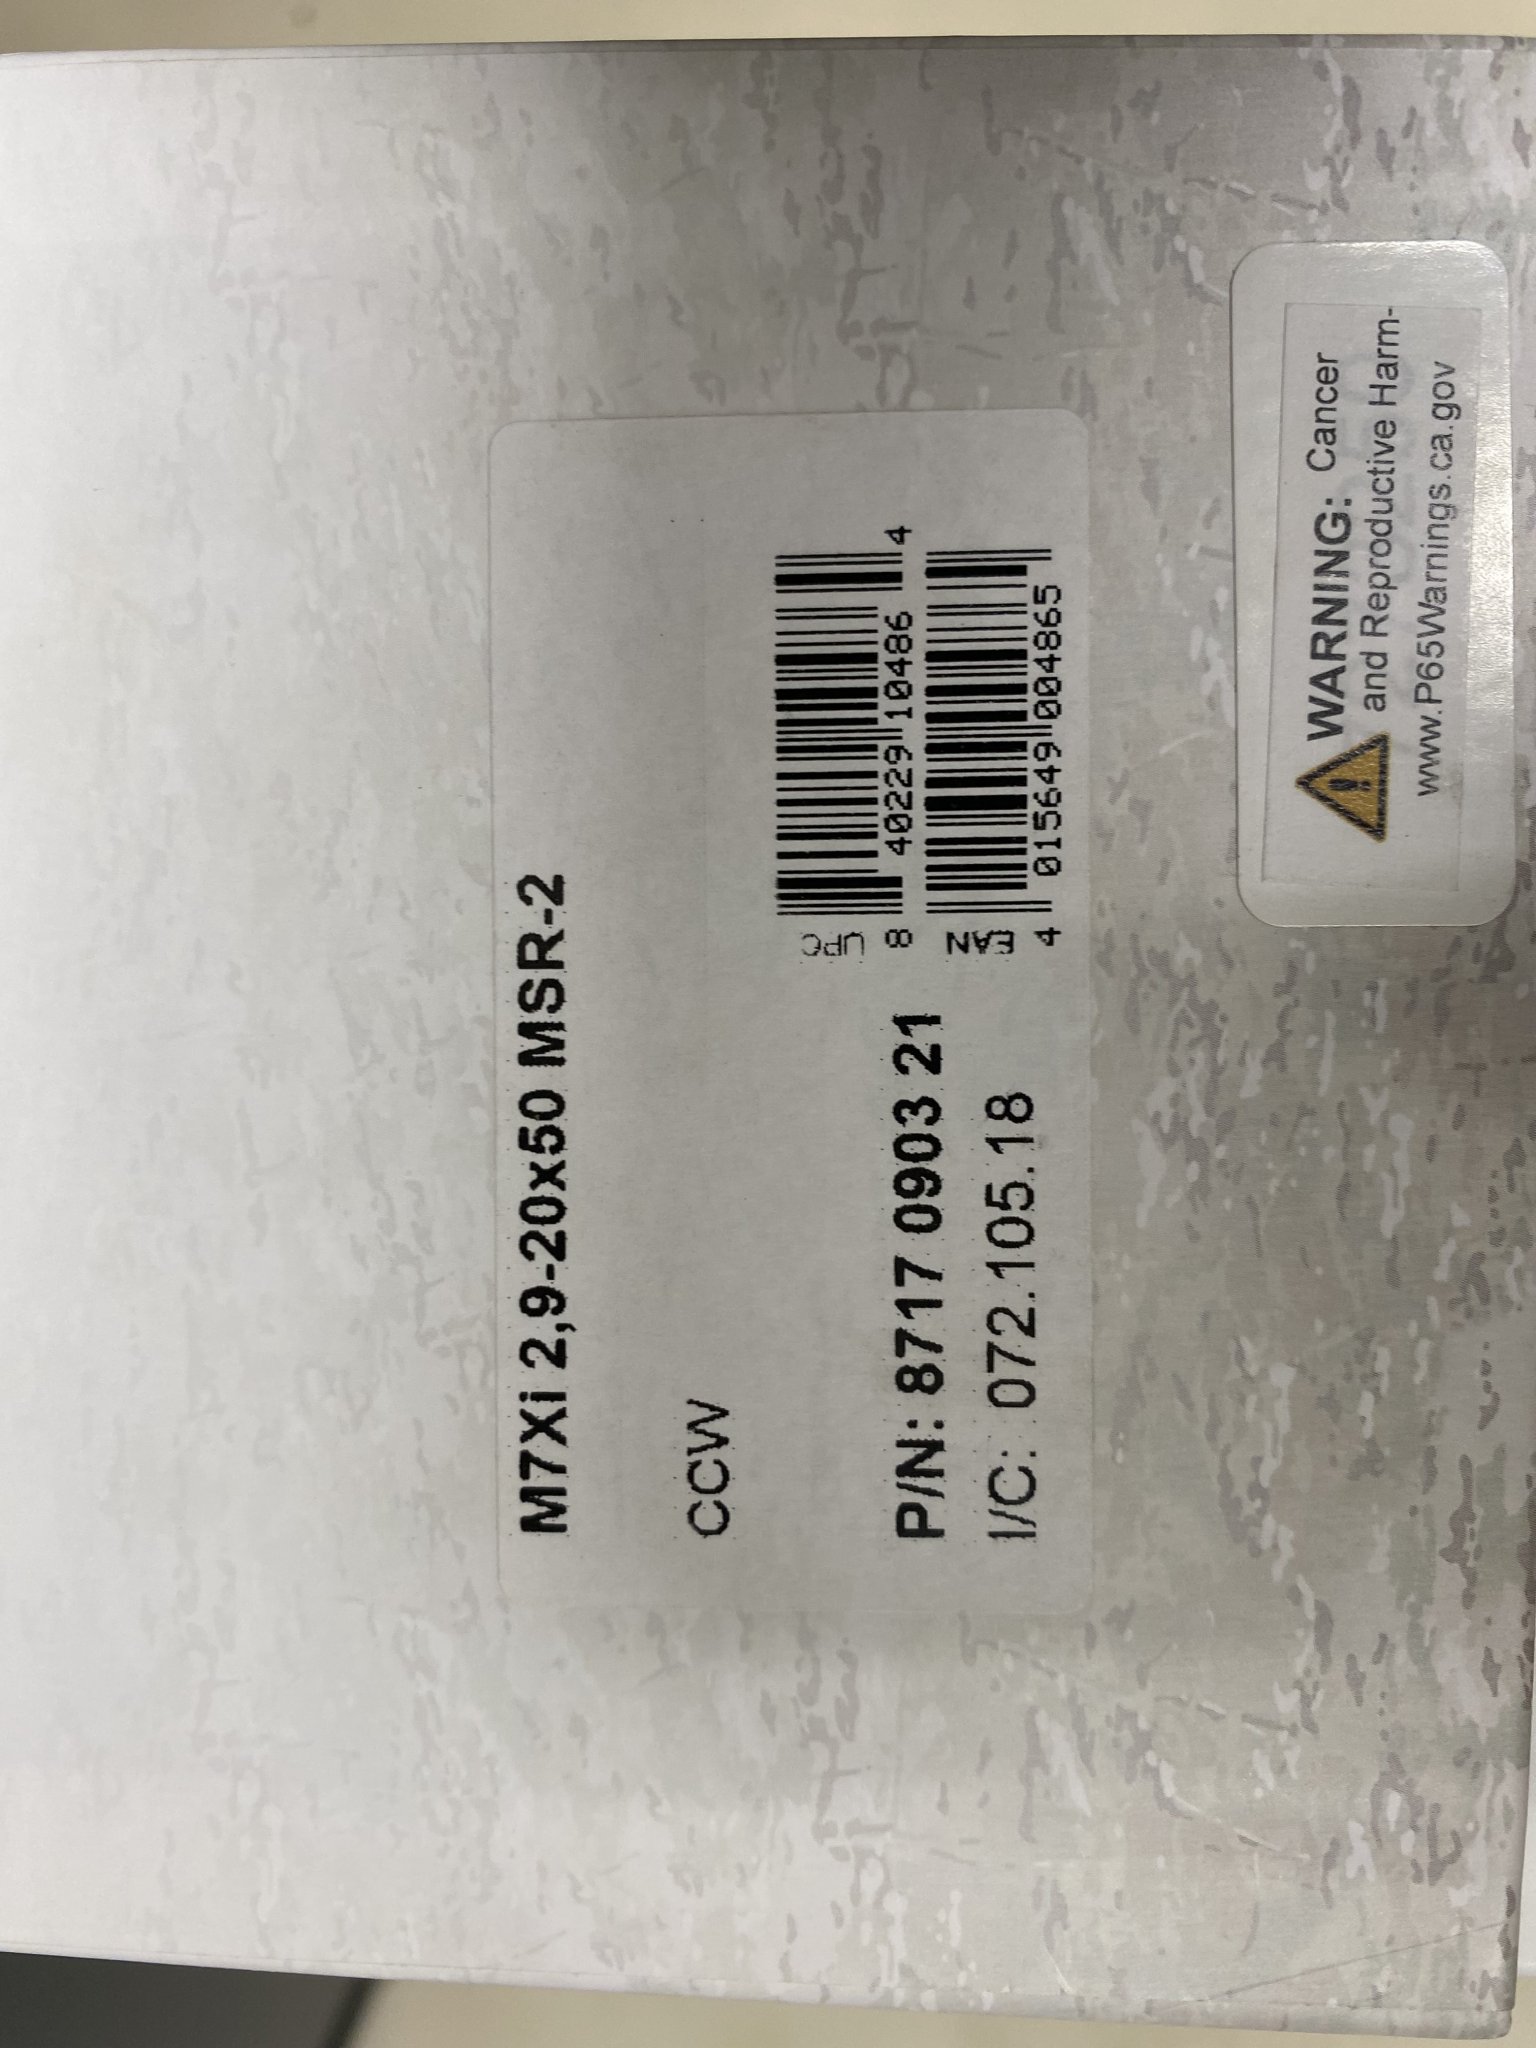 M7Xi 2,9-20x50 MSR-2
CCW
P/N: 8717 0903 21
I/C: 072.105.18
UPC
8 40229 10486 4
EAN
4 015649 004865
WARNING: Cancer
and Reproductive Harm-
www.P65Warnings.ca.gov